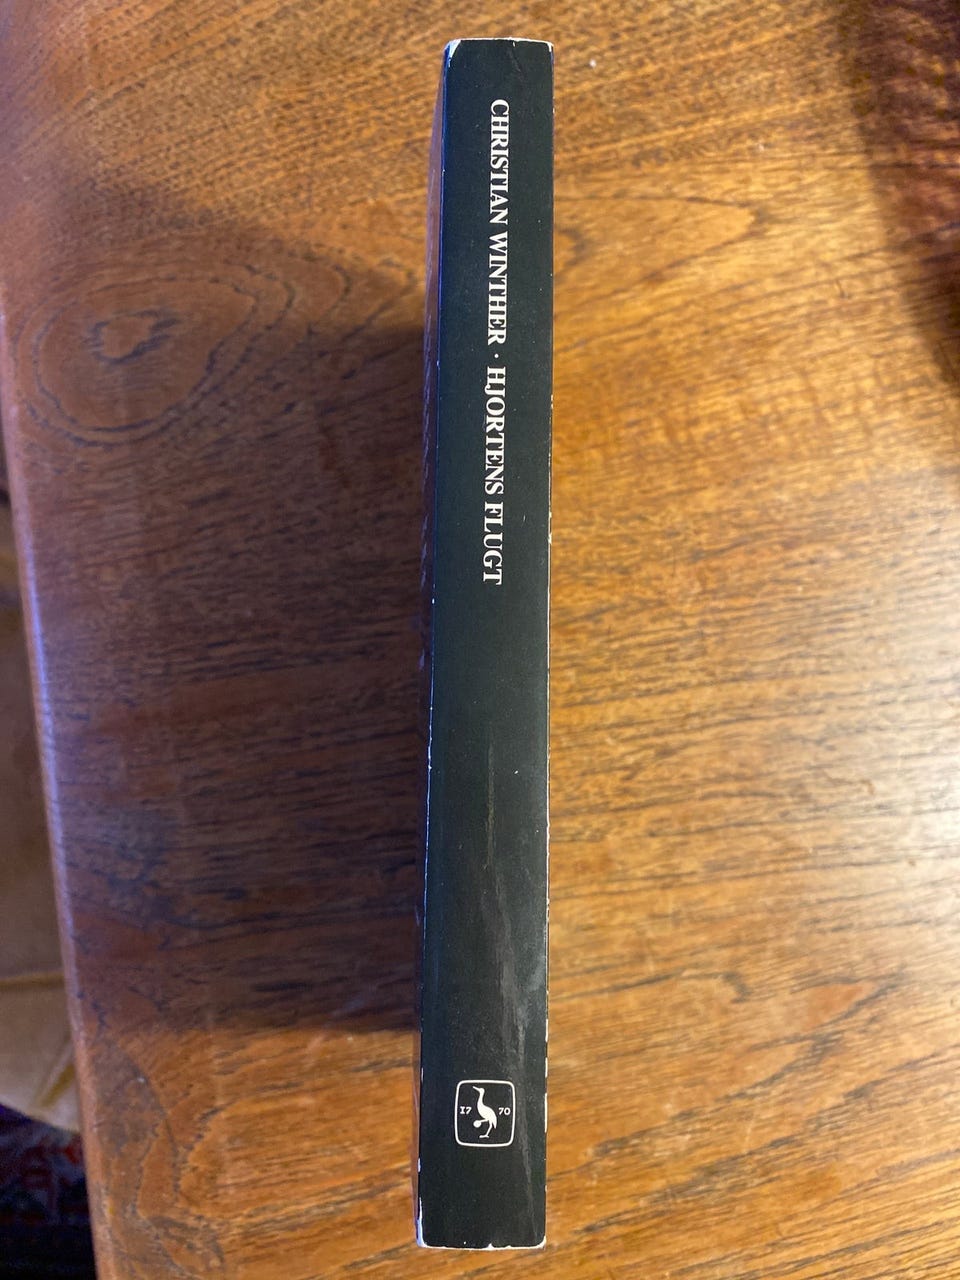 CHRISTIAN WINTHER · HJORTENS FLUGT
17 70